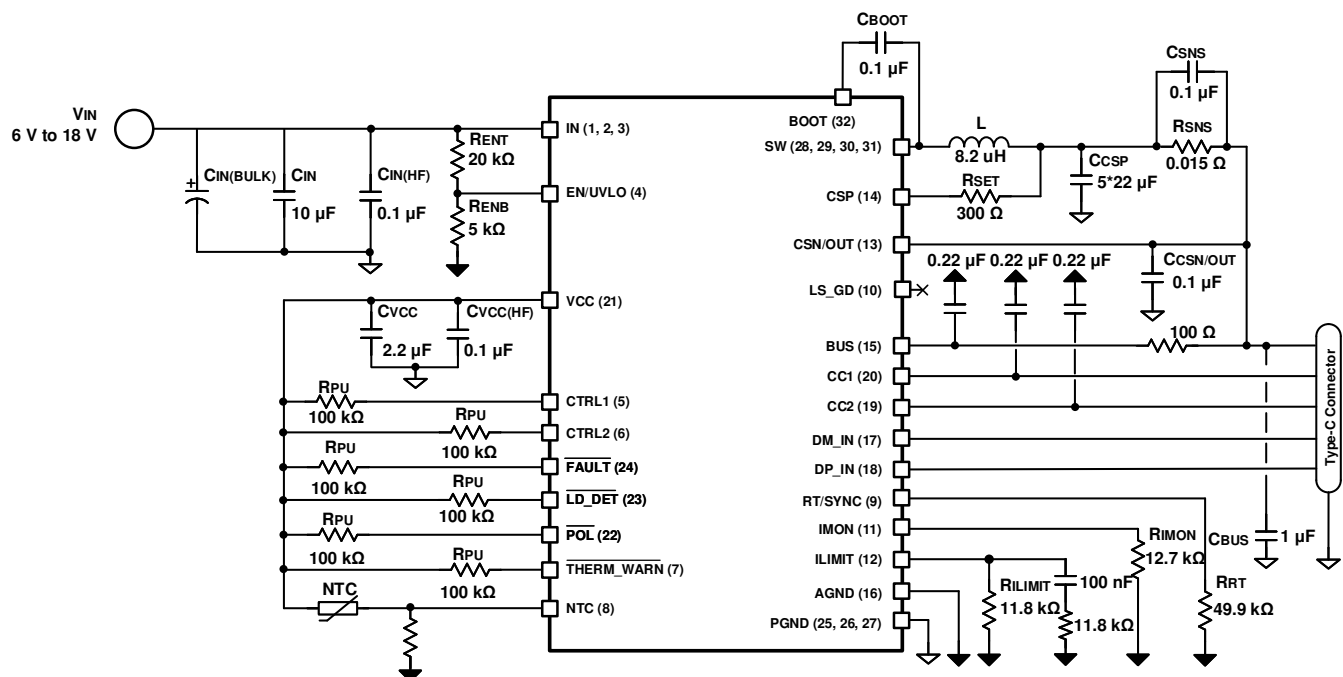 CBOOT
0.1 µF
CSNS
0.1 µF
VIN
6 V to 18 V
IN (1, 2, 3)
BOOT (32)
SW (28, 29, 30, 31)
L
8.2 uH
RSNS
0.015 Ω
CCSP
5*22 µF
RENT
20 kΩ
CIN(BULK)
CIN
10 µF
CIN(HF)
0.1 µF
EN/UVLO (4)
RENB
5 kΩ
CSP (14)
RSET
300 Ω
CSN/OUT (13)
CCSN/OUT
0.1 µF
0.22 µF
0.22 µF
0.22 µF
LS_GD (10)
VCC (21)
CVCC
2.2 µF
CVCC(HF)
0.1 µF
BUS (15)
100 Ω
CC1 (20)
CC2 (19)
DM_IN (17)
DP_IN (18)
RT/SYNC (9)
IMON (11)
ILIMIT (12)
AGND (16)
PGND (25, 26, 27)
RPU
100 kΩ
CTRL1 (5)
RPU
100 kΩ
CTRL2 (6)
RPU
100 kΩ
FAULT (24)
RPU
100 kΩ
LD_DET (23)
RPU
100 kΩ
POL (22)
RPU
100 kΩ
THERM_WARN (7)
NTC
NTC (8)
RILIMIT
11.8 kΩ
100 nF
11.8 kΩ
RIMON
12.7 kΩ
CBUS
1 µF
RRT
49.9 kΩ
Type-C Connector